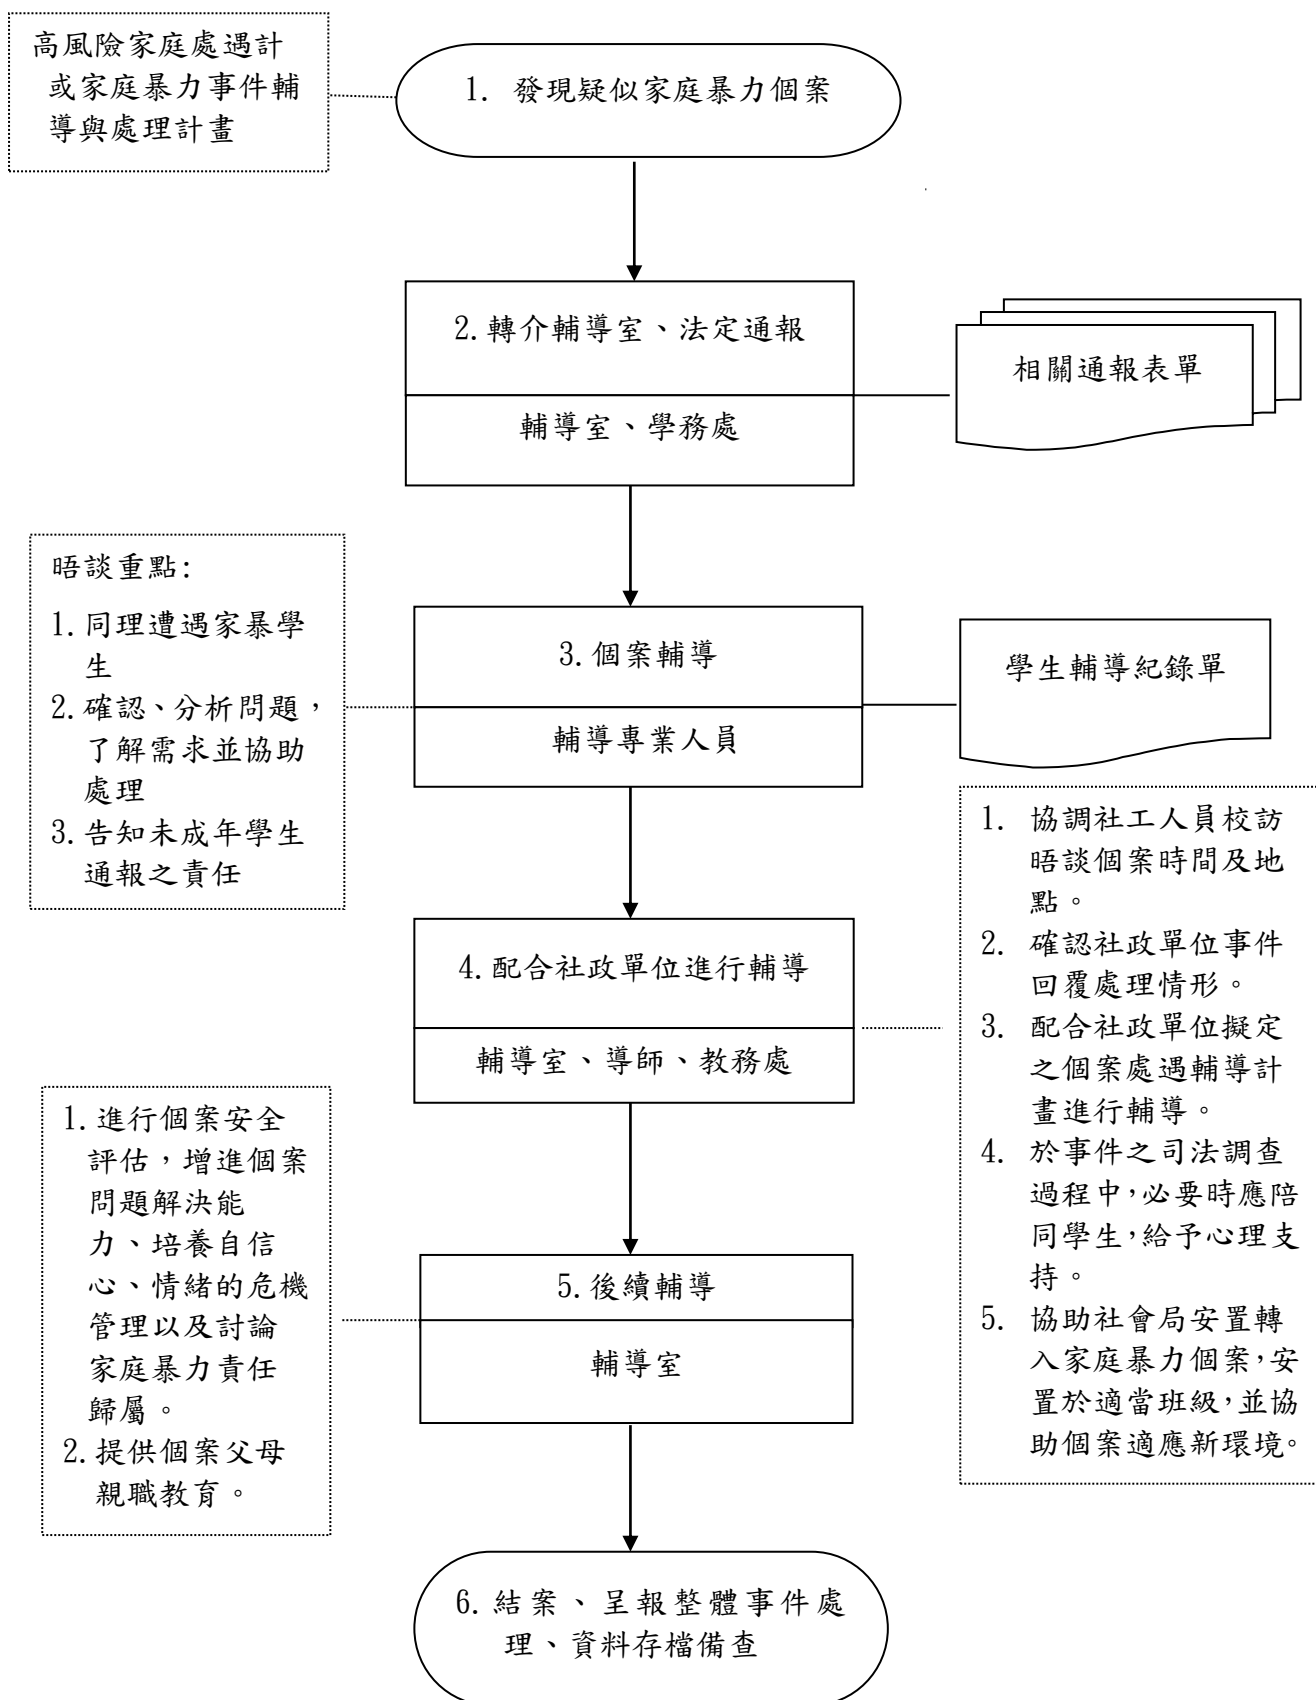 高風險家庭處遇計
或家庭暴力事件輔
導與處理計畫
1. 發現疑似家庭暴力個案
2.轉介輔導室、法定通報
輔導室、學務處
相關通報表單
晤談重點:
1.同理遭遇家暴學
生
2.確認、分析問題，
了解需求並協助
處理
3.告知未成年學生
通報之責任
3.個案輔導
輔導專業人員
學生輔導紀錄單
4.配合社政單位進行輔導
輔導室、導師、教務處
1. 協調社工人員校訪
晤談個案時間及地
點。
2. 確認社政單位事件
回覆處理情形。
3. 配合社政單位擬定
之個案處遇輔導計
畫進行輔導。
4. 於事件之司法調查
過程中，必要時應陪
同學生，給予心理支
持。
5. 協助社會局安置轉
入家庭暴力個案，安
置於適當班級，並協
助個案適應新環境。
1.進行個案安全
評估，增進個案
問題解決能
力、培養自信
心、情緒的危機
管理以及討論
家庭暴力責任
歸屬。
2.提供個案父母
親職教育。
5.後續輔導
輔導室
6.結案、呈報整體事件處
理、資料存檔備查